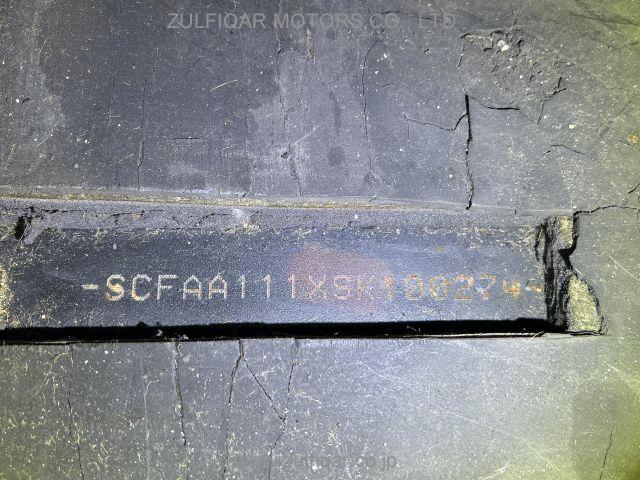 ZULFIQAR MOTORS CO LTD
-SCFAA111XSK100274-